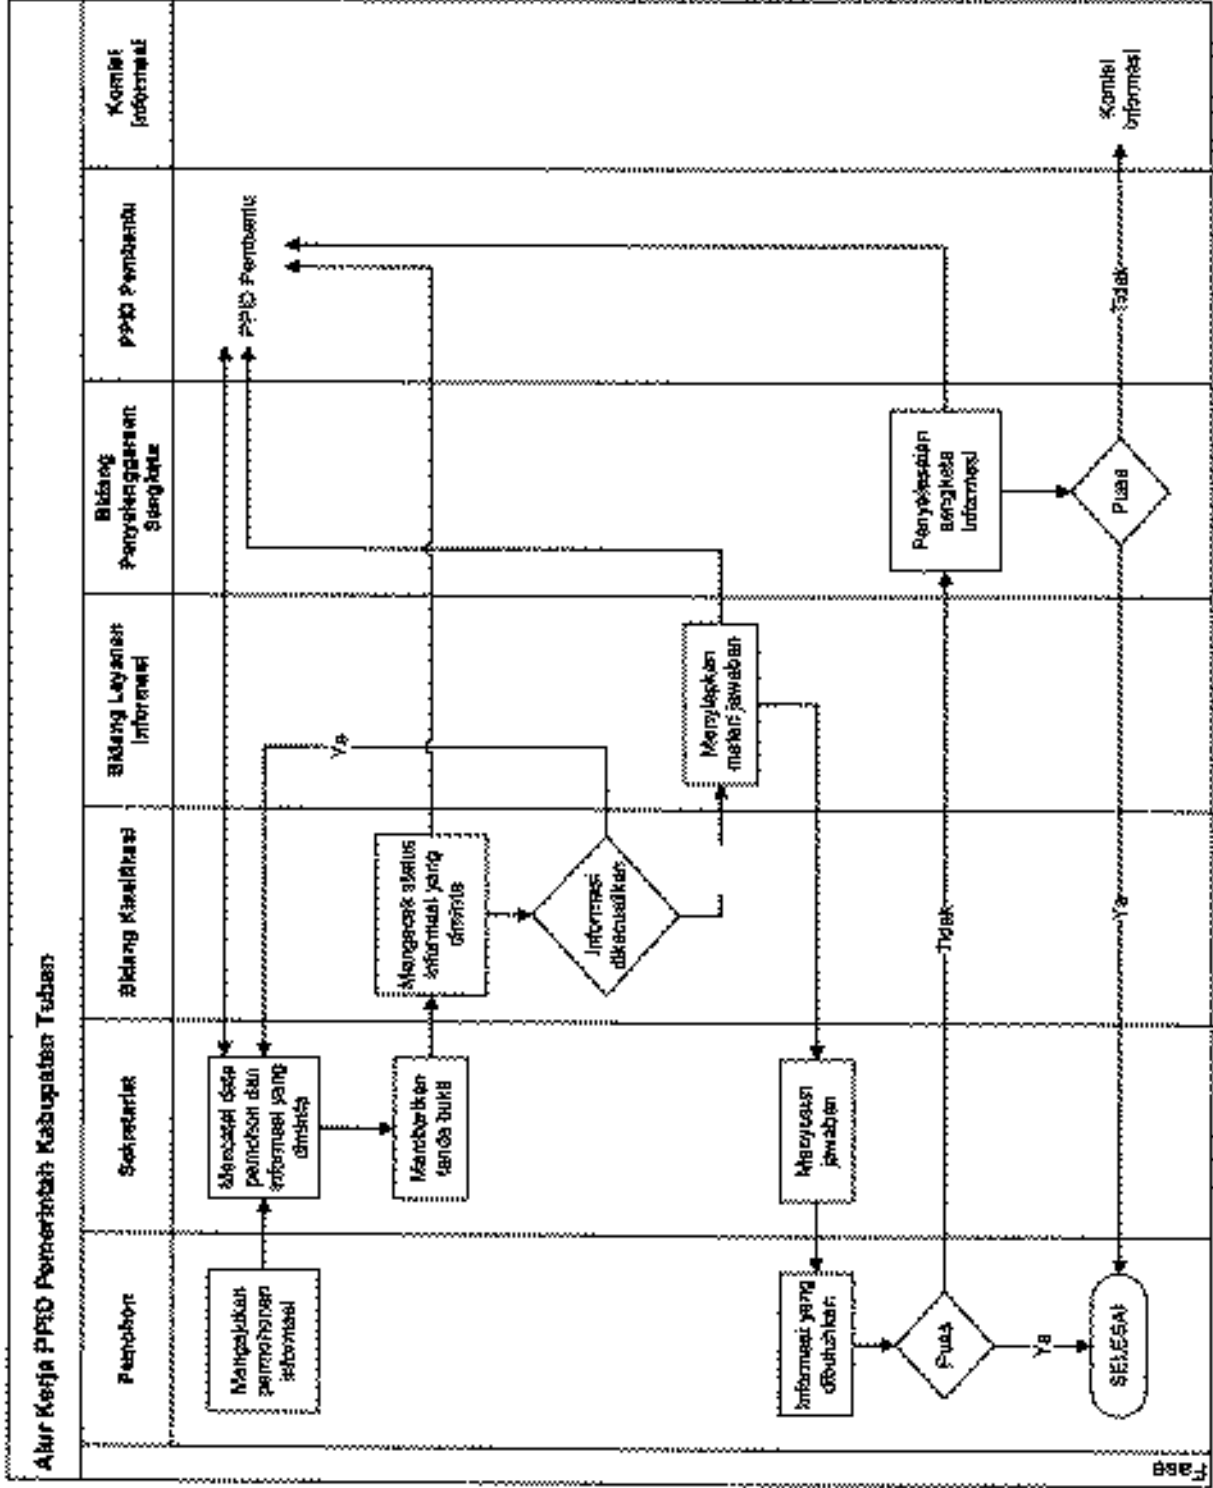 Alur Kerja PPID Pemerintah Kabupaten Tuban
Pemohon
Sekretariat
Bidang Klasifikasi
Bidang Layanan
Informasi
Bidang
Penyelenggaraan
Sengketa
PPID Pembantu
Komisi
Informasi
Mengajukan
permohonan
informasi
Mencatat data
pemohon dan
informasi yang
diminta
PPID Pembantu
Ya
Memberikan
tanda bukti
Mengecek status
informasi yang
diminta
Informasi
dikecualikan
Menyiapkan
materi jawaban
Menyusun
jawaban
Informasi yang
dibutuhkan
Puas
Tidak
Ya
Penyelesaian
sengketa
Informasi
Puas
Tidak
Ya
Komisi
Informasi
SELESAI
Fase